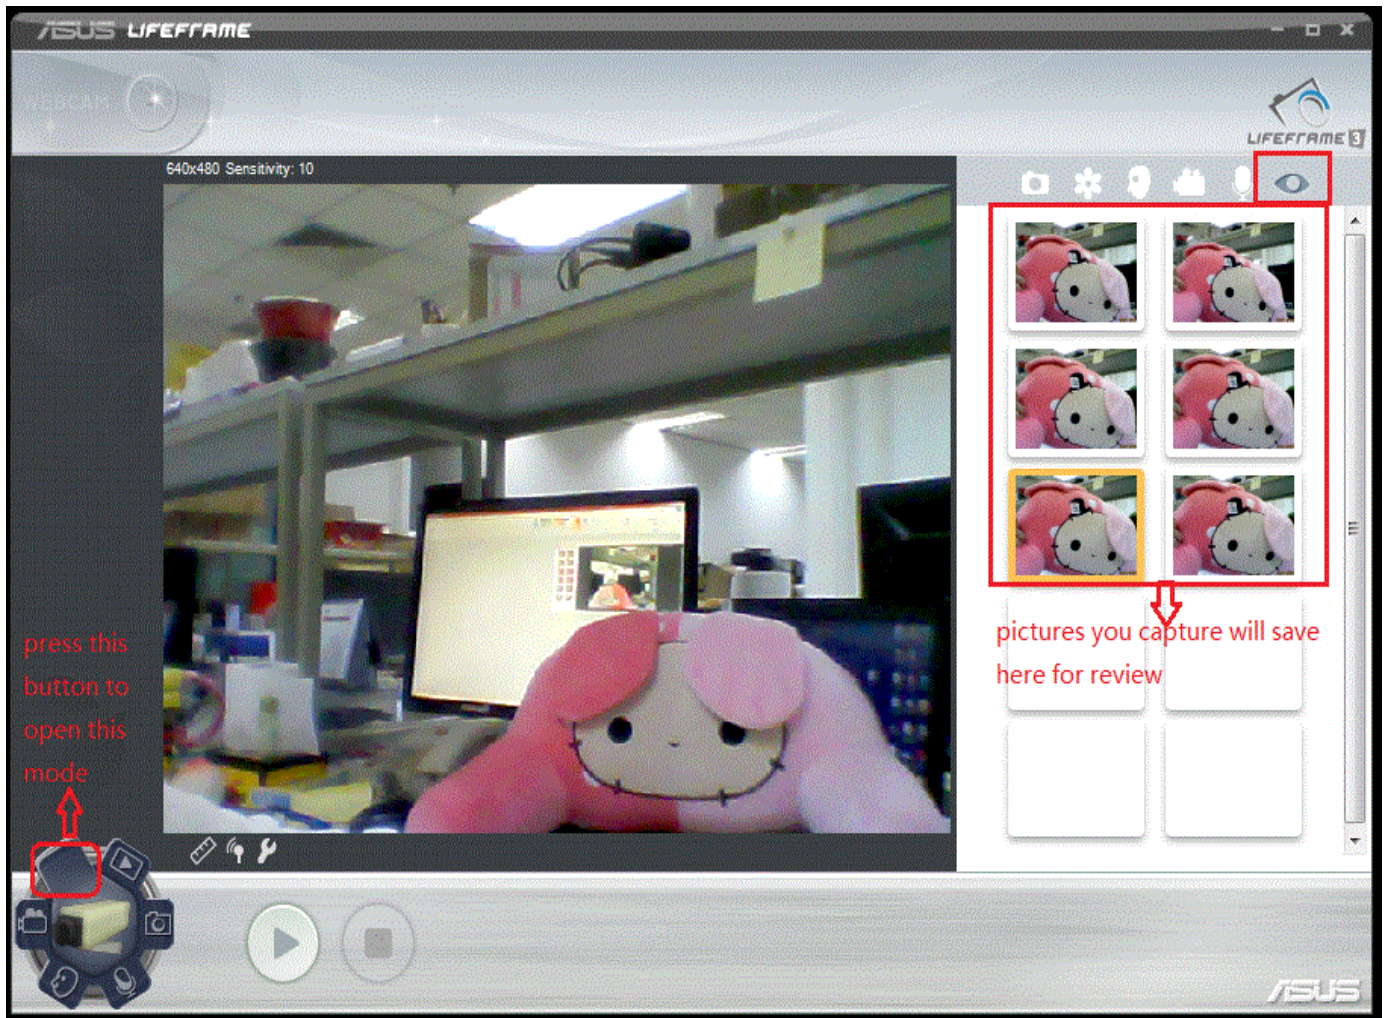 ASUS LIFEFRAME
WEBCAM
LIFEFRAME 3
640x480 Sensitivity: 10
pictures you capture will save
here for review
press this
button to
open this
mode
ASUS